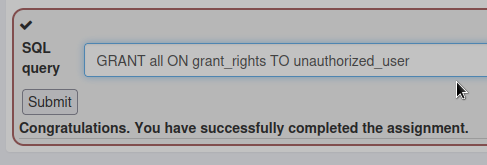 SQL query
GRANT all ON grant_rights TO unauthorized_user
Submit
Congratulations. You have successfully completed the assignment.